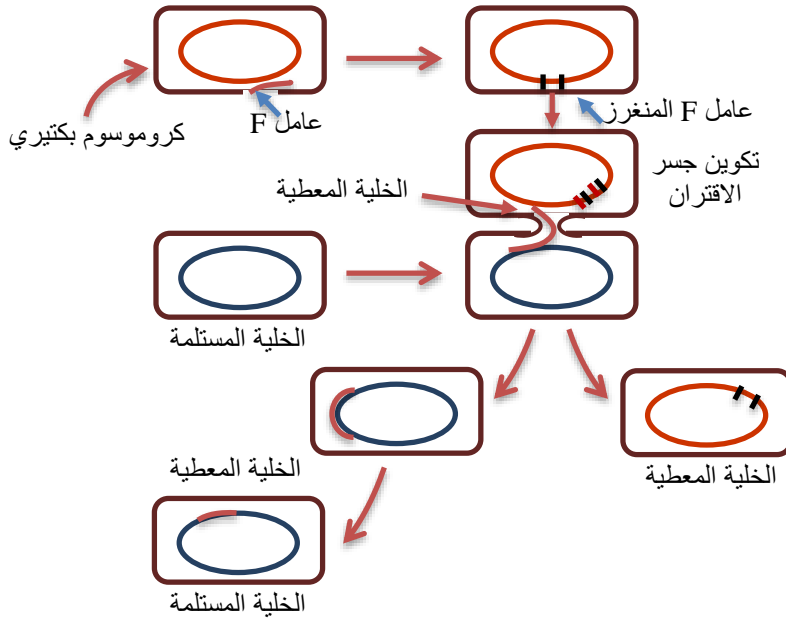 عامل F
كروموسوم بكتيري
عامل F المنغرز
تكوين جسر
الاقتران
الخلية المعطية
الخلية المستلمة
الخلية المعطية
الخلية المعطية
الخلية المستلمة